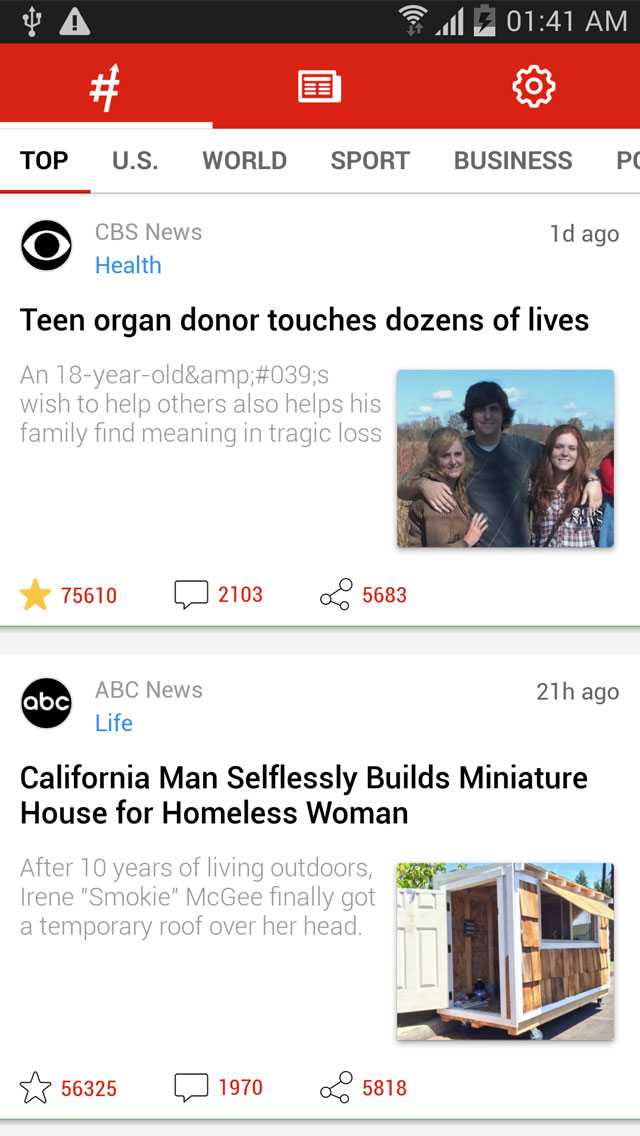 01:41 AM
TOP U.S. WORLD SPORT BUSINESS PO
CBS News
1d ago
Health
Teen organ donor touches dozens of lives
An 18-year-old&amp;#039;s
wish to help others also helps his
family find meaning in tragic loss
CBS
NEWS
75610 2103 5683
abc
ABC News
21h ago
Life
California Man Selflessly Builds Miniature
House for Homeless Woman
After 10 years of living outdoors,
Irene "Smokie" McGee finally got
a temporary roof over her head.
56325 1970 5818